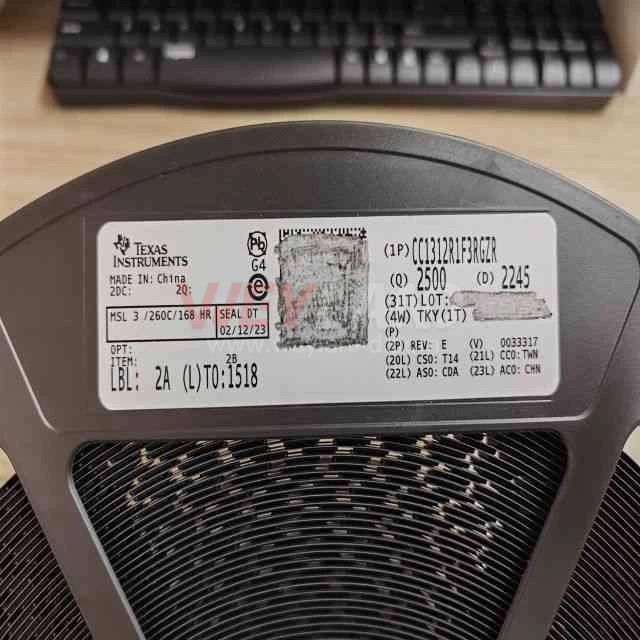 TEXAS
INSTRUMENTS
MADE IN: China
2DC: 2Q:
MSL 3 /260C/168 HR SEAL DT
02/12/23
OPT:
ITEM: 2B
LBL: 2A (L)TO:1518
Pb
G4
e
(1P) CC1312R1F3RGZR
(Q) 2500 (D) 2245
(31T) LOT:
(4W) TKY(1T)
(P)
(2P) REV: E (V) 0033317
(20L) CSO: T14 (21L) CCO:TWN
(22L) ASO: CDA (23L) ACO: CHN